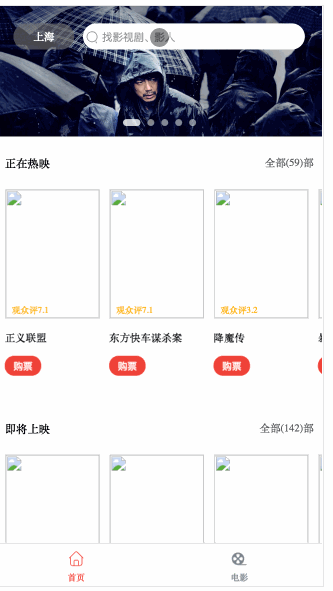 上海
找影视剧、影人
正在热映
全部(59)部
观众评7.1
观众评7.1
观众评3.2
正义联盟
东方快车谋杀案
降魔传
购票
购票
购票
即将上映
全部(142)部
首页
电影